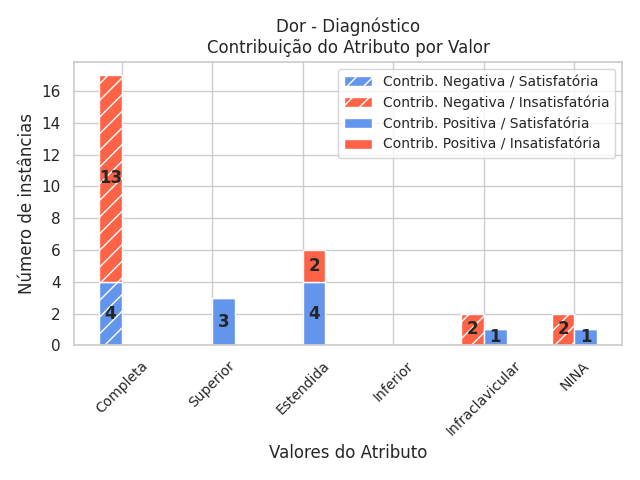 Dor - Diagnóstico
Contribuição do Atributo por Valor
Contrib. Negativa / Satisfatória
Contrib. Negativa / Insatisfatória
Contrib. Positiva / Satisfatória
Contrib. Positiva / Insatisfatória
Número de instâncias
16
14
12
10
8
6
4
2
0
13
4
3
2
4
2
1
2
1
Completa
Superior
Estendida
Inferior
Infraclavicular
NINA
Valores do Atributo